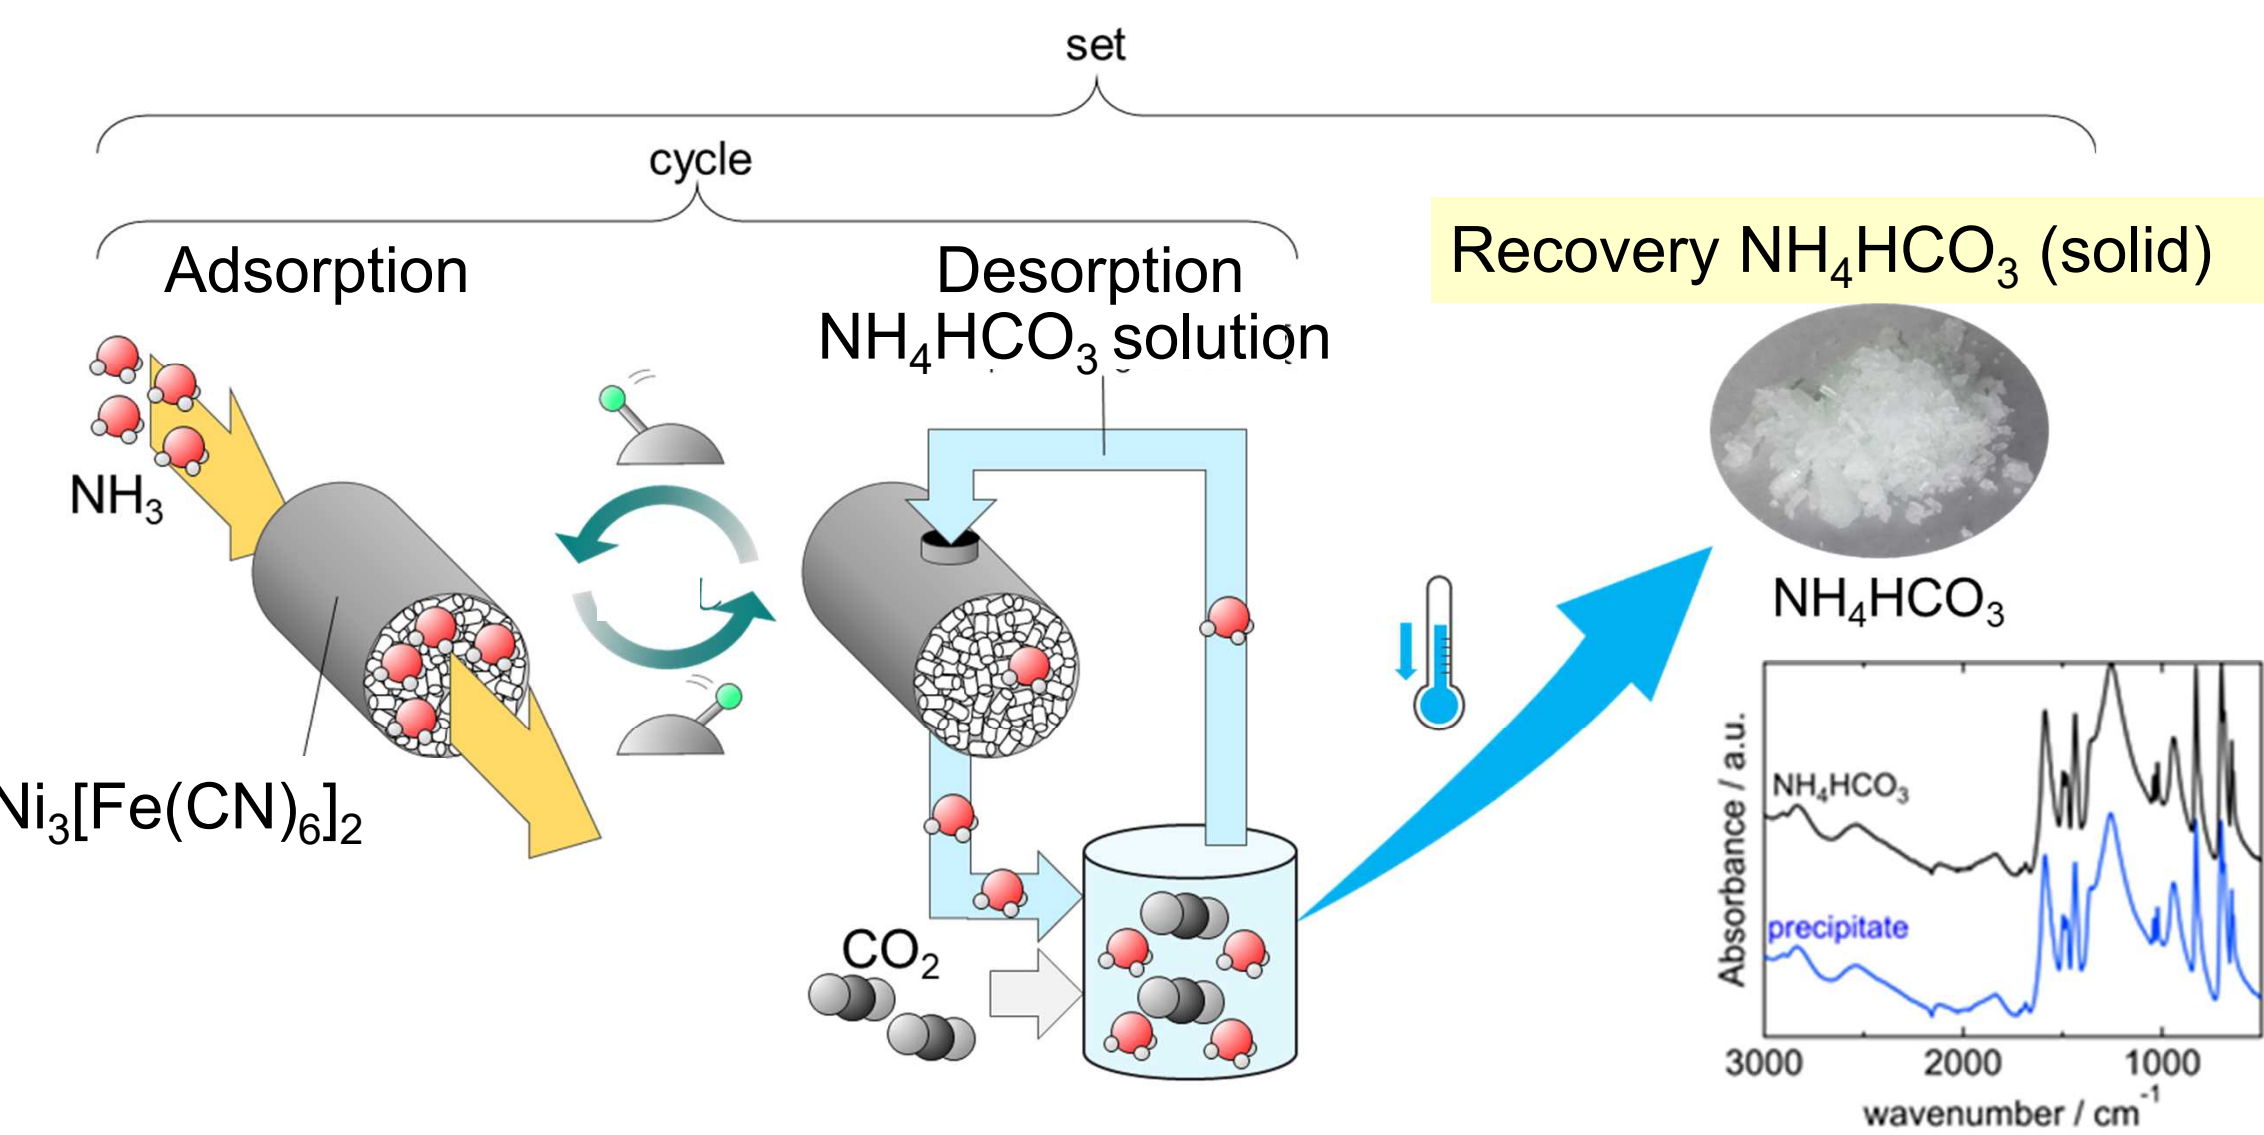 set
cycle
Adsorption
Desorption
NH₄HCO₃ solution
Recovery NH₄HCO₃ (solid)
NH₃
Ni₃[Fe(CN)₆]₂
CO₂
NH₄HCO₃
Absorbance / a.u.
NH₄HCO₃
precipitate
3000 2000 1000
wavenumber / cm⁻¹